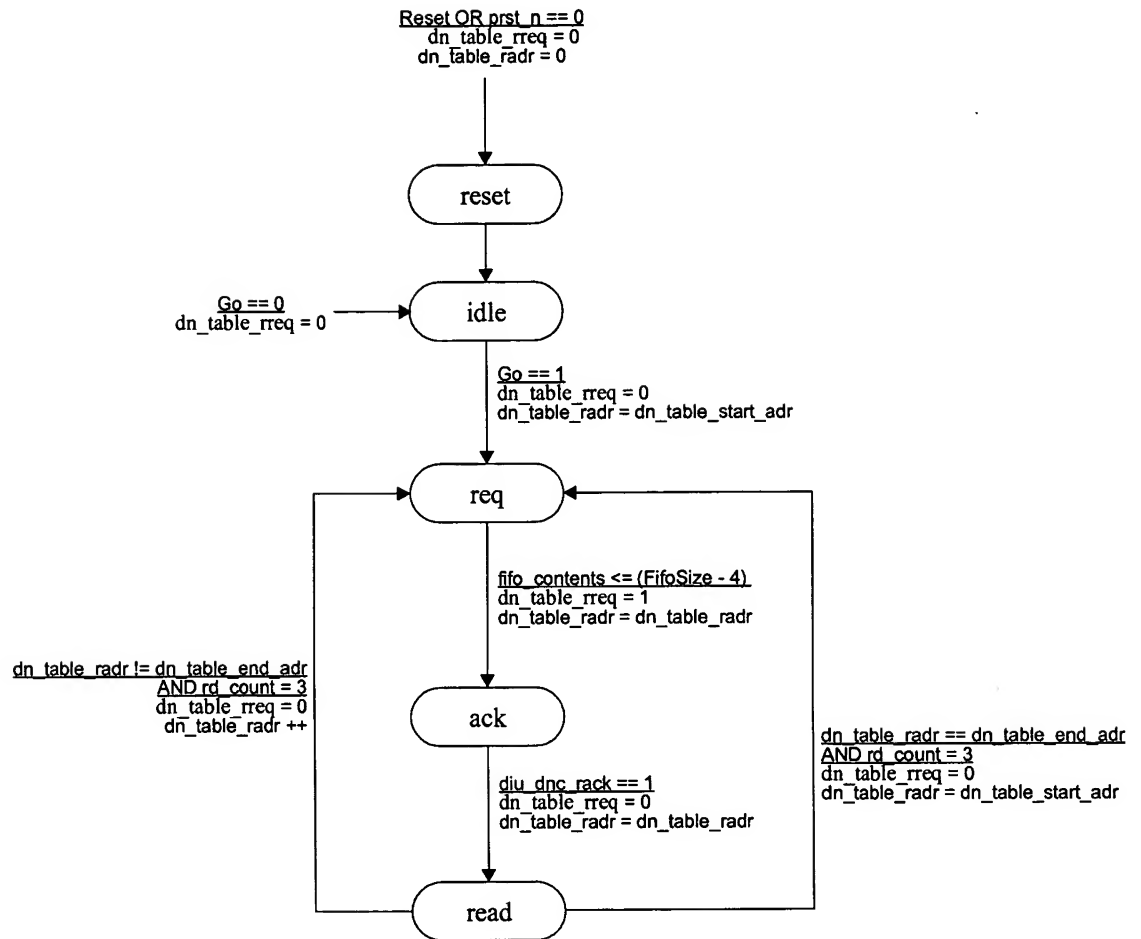 Reset OR prst_n == 0
dn_table_rreq = 0
dn_table_radr = 0
reset
idle
Go == 0
dn_table_rreq = 0
Go == 1
dn_table_rreq = 0
dn_table_radr = dn_table_start_adr
req
fifo_contents <= (FifoSize - 4)
dn_table_rreq = 1
dn_table_radr = dn_table_radr
dn_table_radr != dn_table_end_adr
AND rd_count = 3
dn_table_rreq = 0
dn_table_radr ++
ack
dn_table_radr == dn_table_end_adr
AND rd_count = 3
dn_table_rreq = 0
dn_table_radr = dn_table_start_adr
diu_dnc_rack == 1
dn_table_rreq = 0
dn_table_radr = dn_table_radr
read